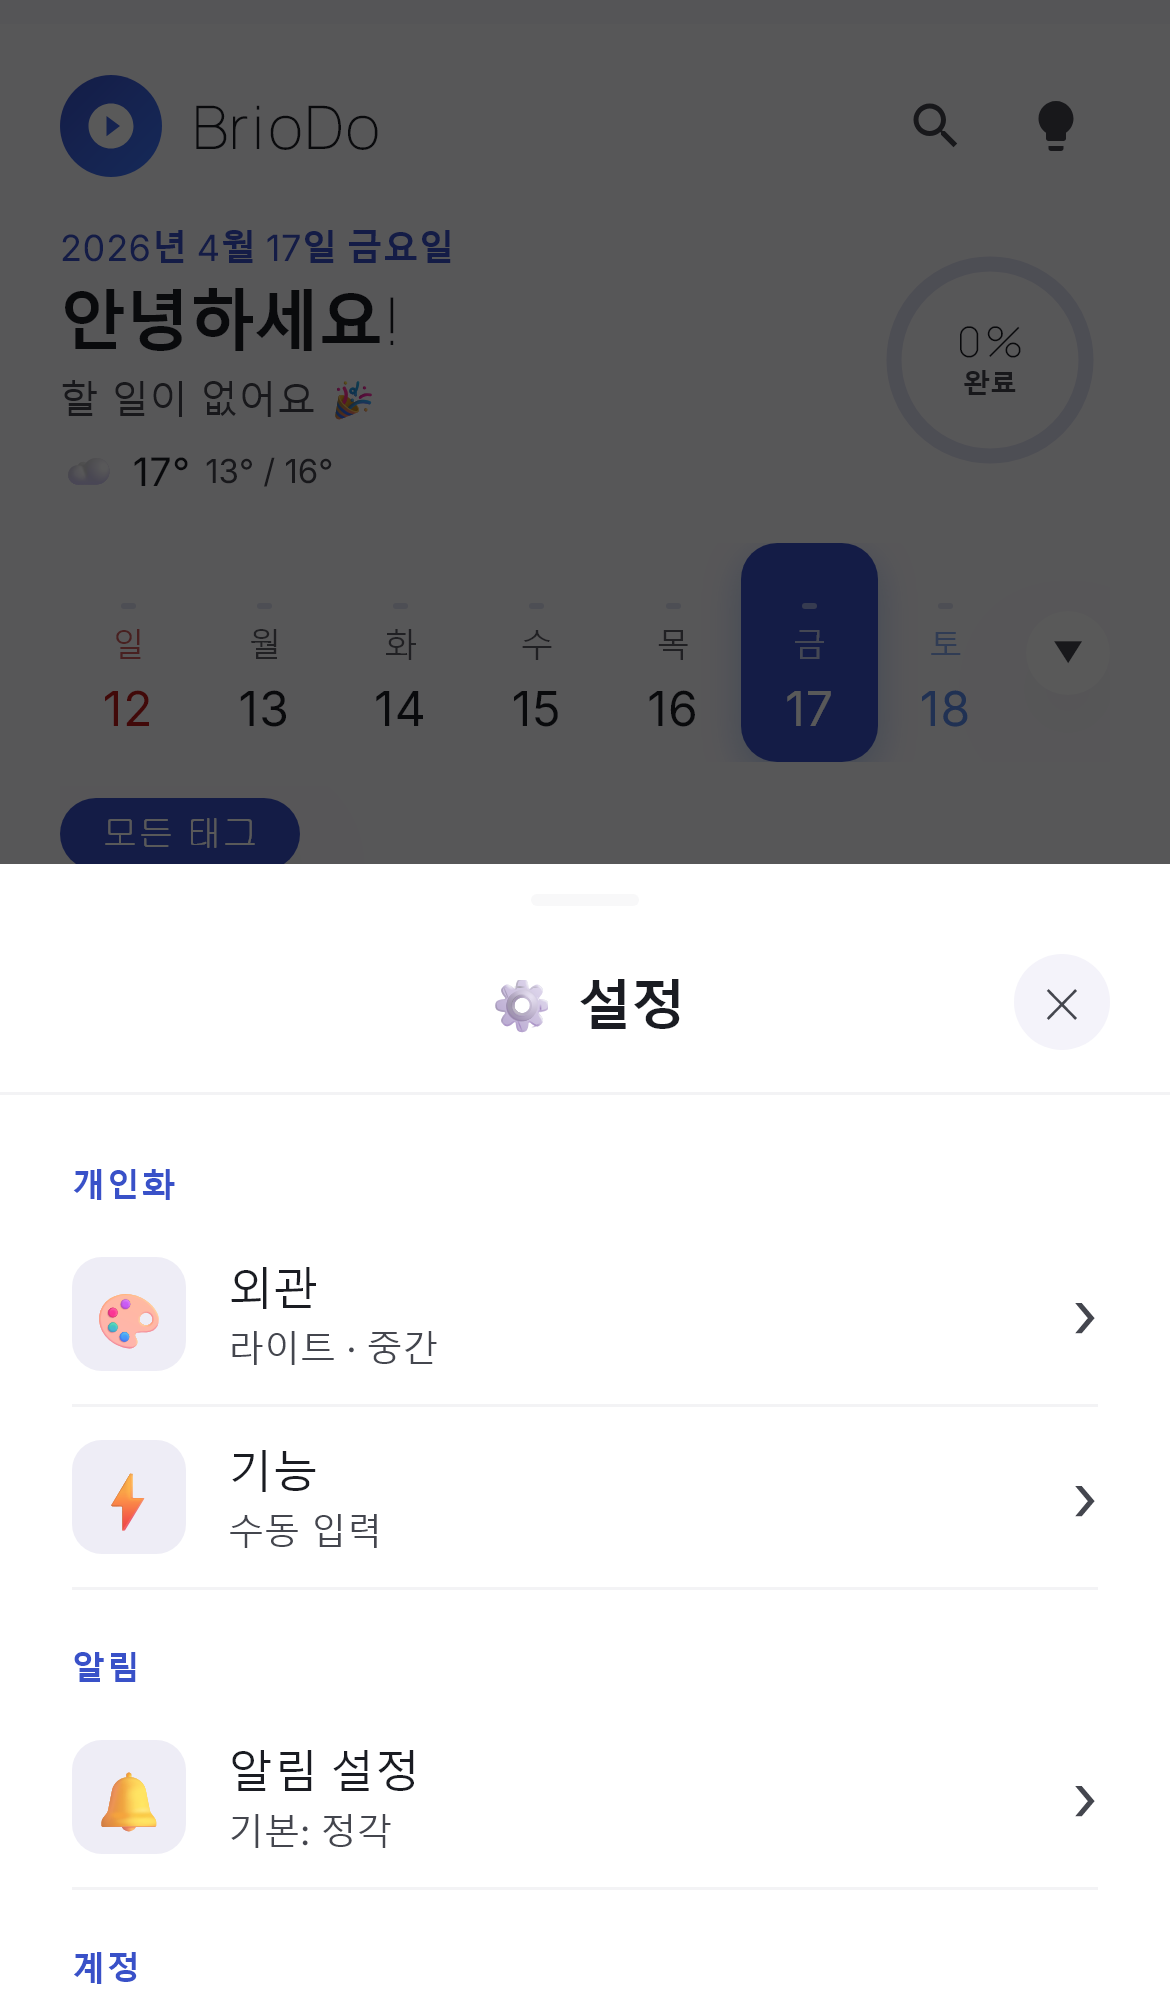 BrioDo
2026년 4월 17일 금요일
안녕하세요!
할 일이 없어요 🎉
0%
완료
17° 13° / 16°
일 월 화 수 목 금 토
12 13 14 15 16 17 18
모든 태그
설정
개인화
외관
라이트 · 중간
기능
수동 입력
알림
알림 설정
기본: 정각
계정